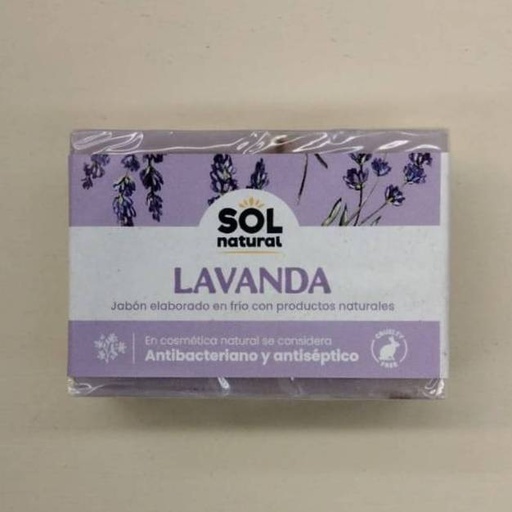 SOL
natural
LAVANDA
Jabón elaborado en frío con productos naturales
En cosmética natural se considera
Antibacteriano y antiséptico
CRUELTY
FREE